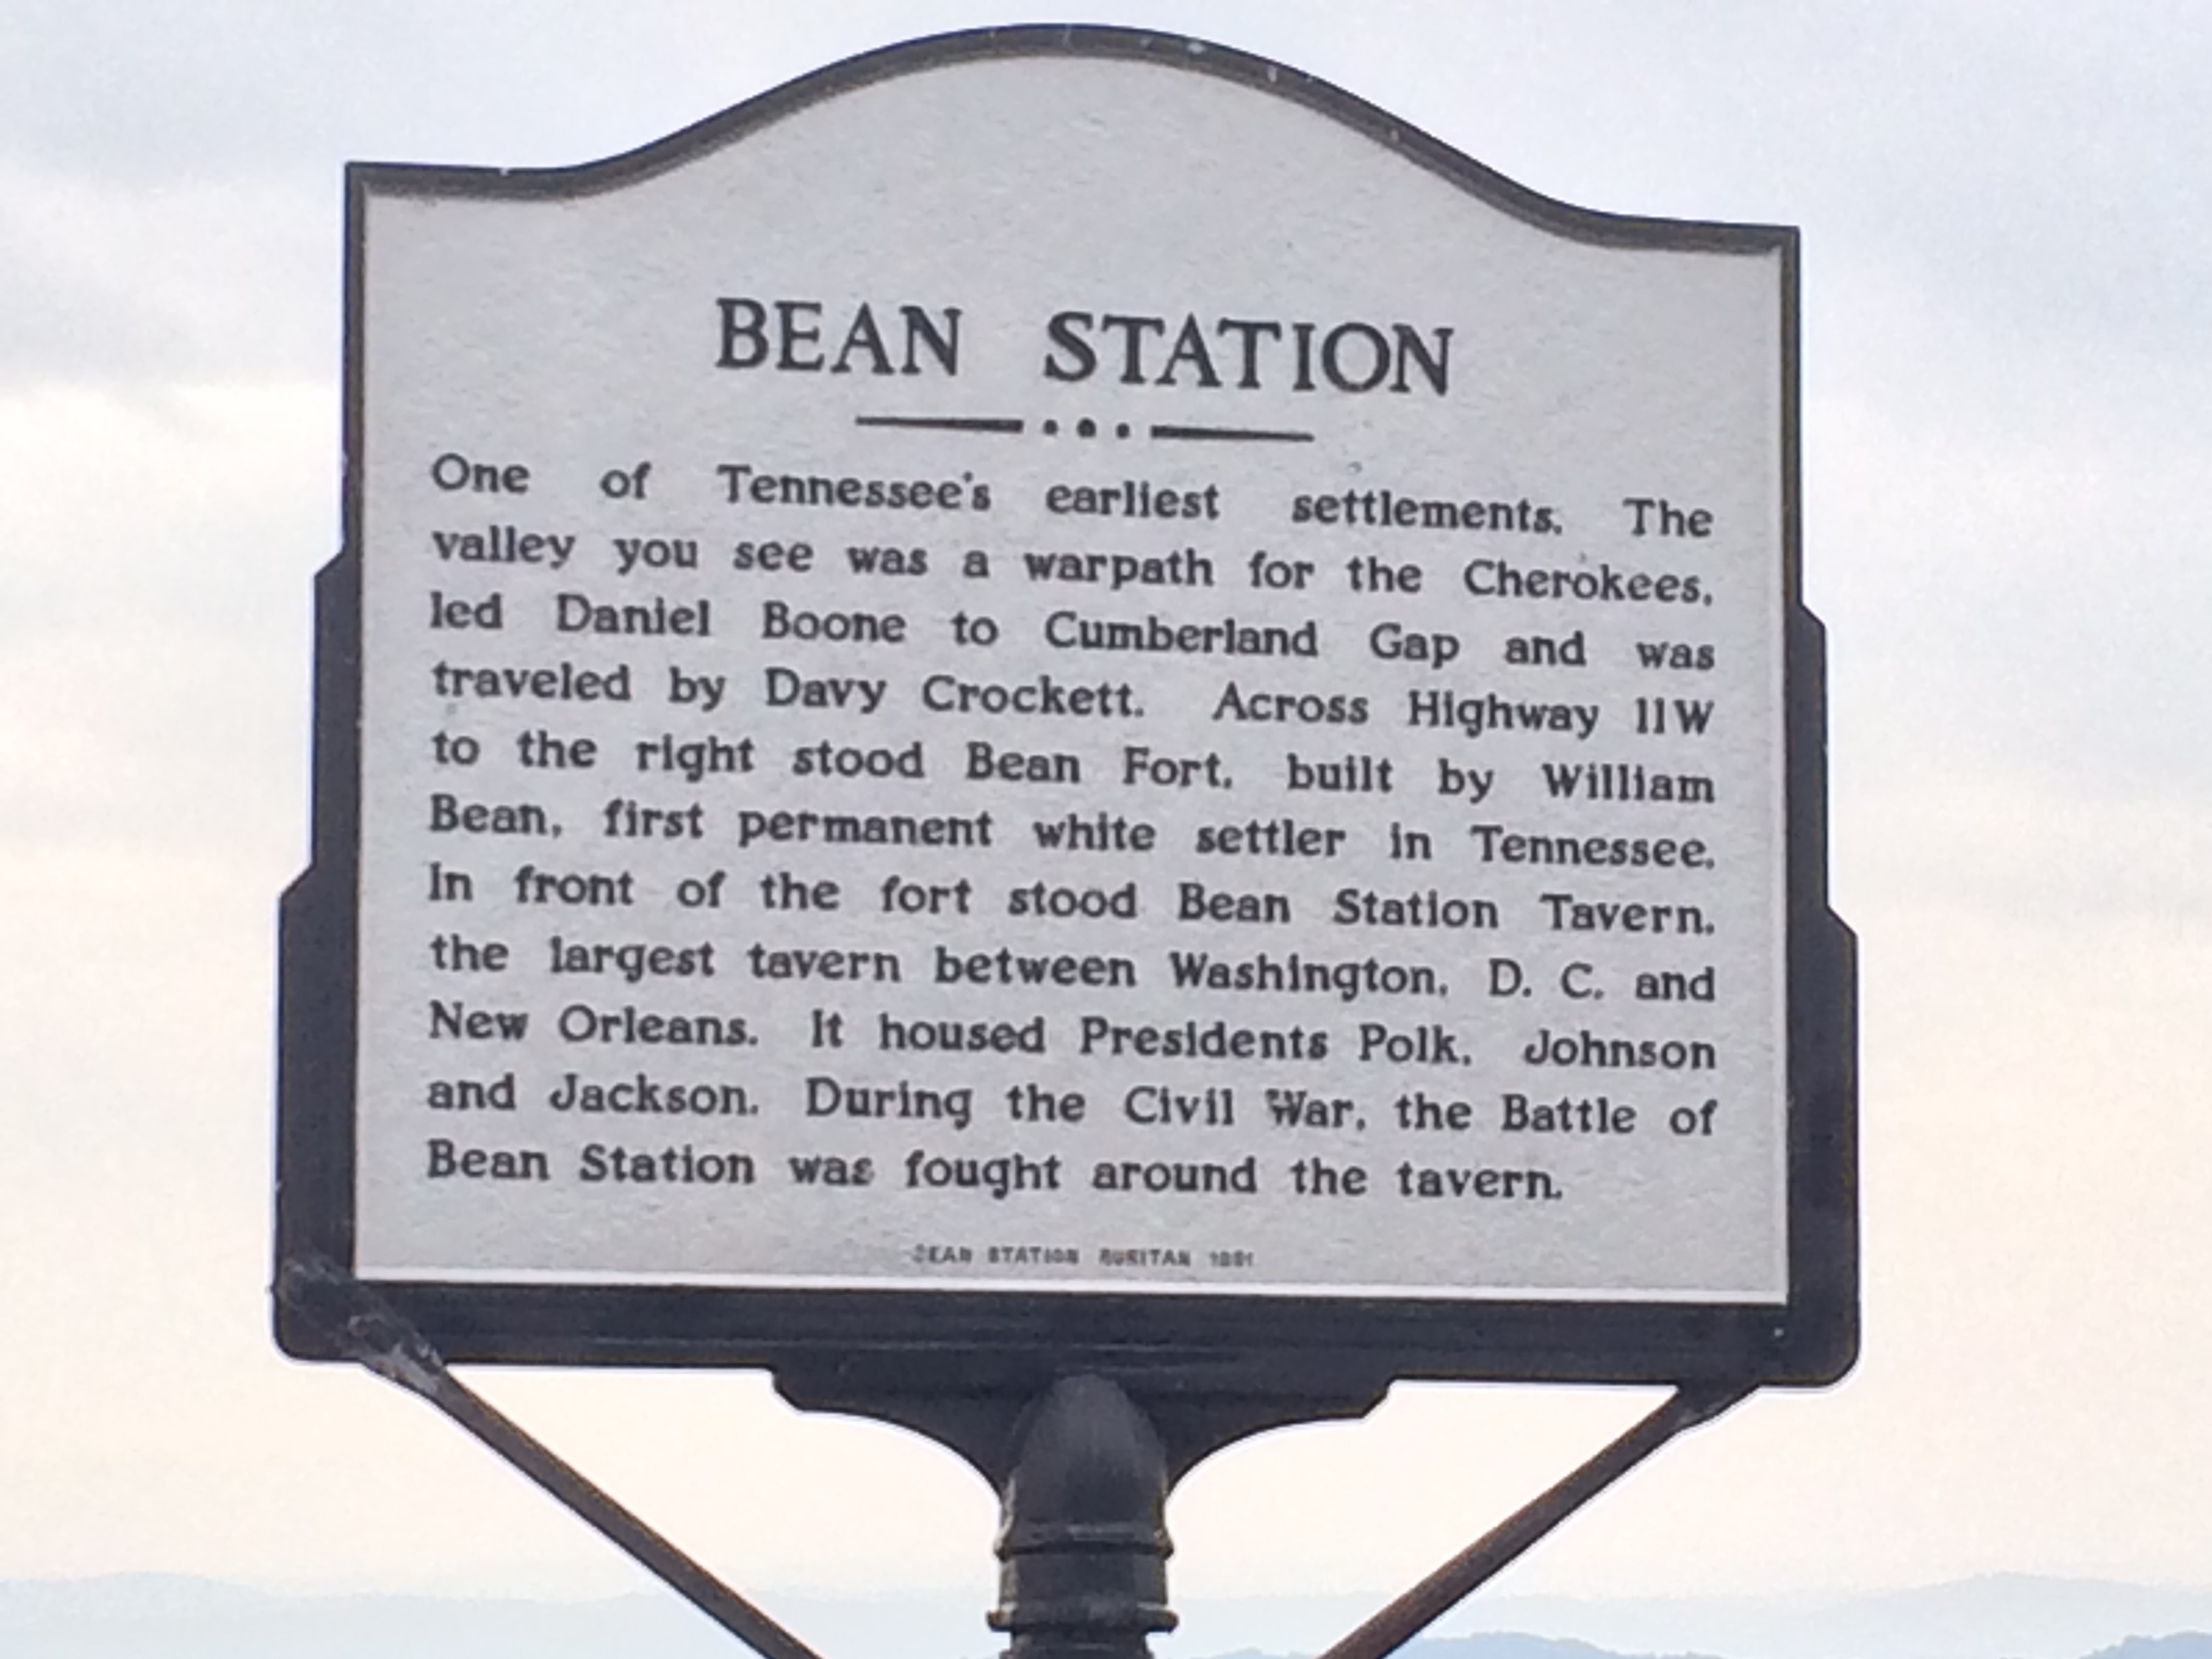 BEAN STATION
One of Tennessee's earliest settlements. The
valley you see was a warpath for the Cherokees,
led Daniel Boone to Cumberland Gap and was
traveled by Davy Crockett. Across Highway 11W
to the right stood Bean Fort, built by William
Bean, first permanent white settler in Tennessee.
In front of the fort stood Bean Station Tavern,
the largest tavern between Washington, D. C. and
New Orleans. It housed Presidents Polk, Johnson
and Jackson. During the Civil War, the Battle of
Bean Station was fought around the tavern.
BEAN STATION RURITAN